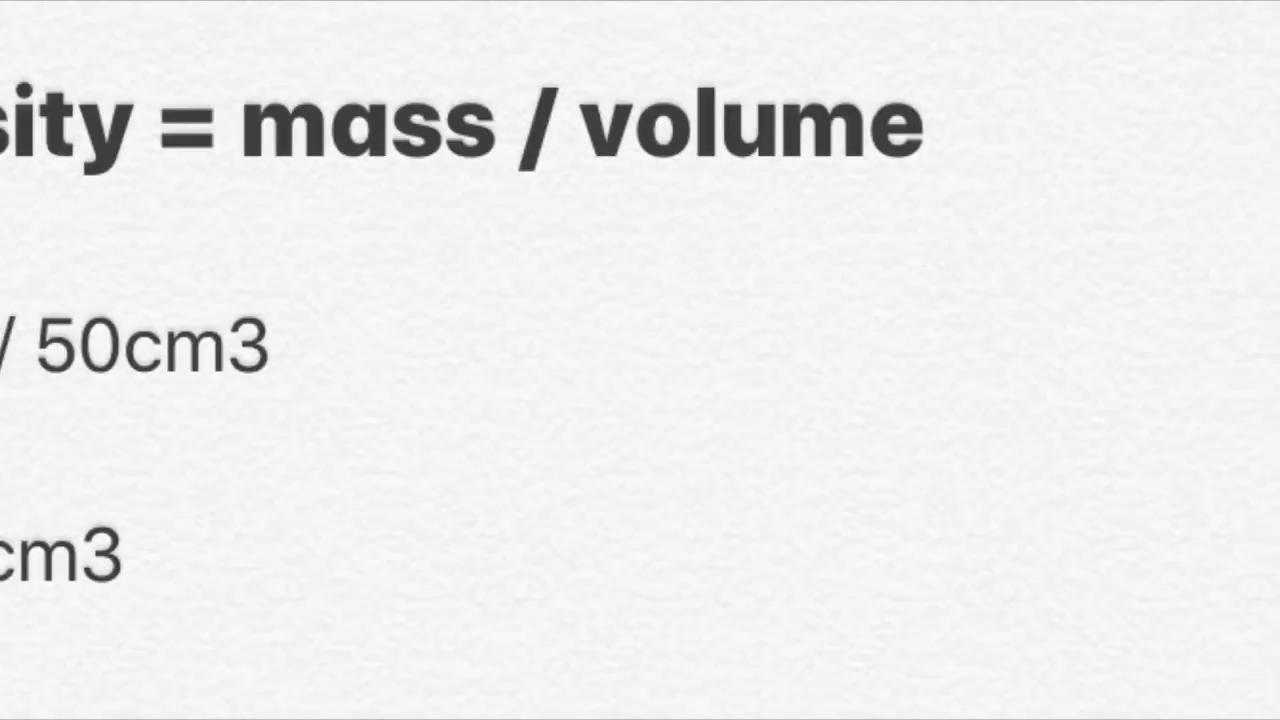 sity = mass / volume
/ 50cm3
cm3